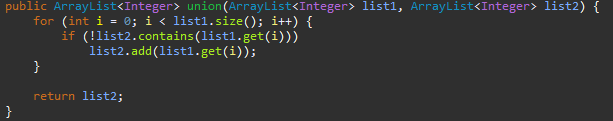 public ArrayList<Integer> union(ArrayList<Integer> list1, ArrayList<Integer> list2) {
    for (int i = 0; i < list1.size(); i++) {
        if (!list2.contains(list1.get(i)))
            list2.add(list1.get(i));
    }

    return list2;
}